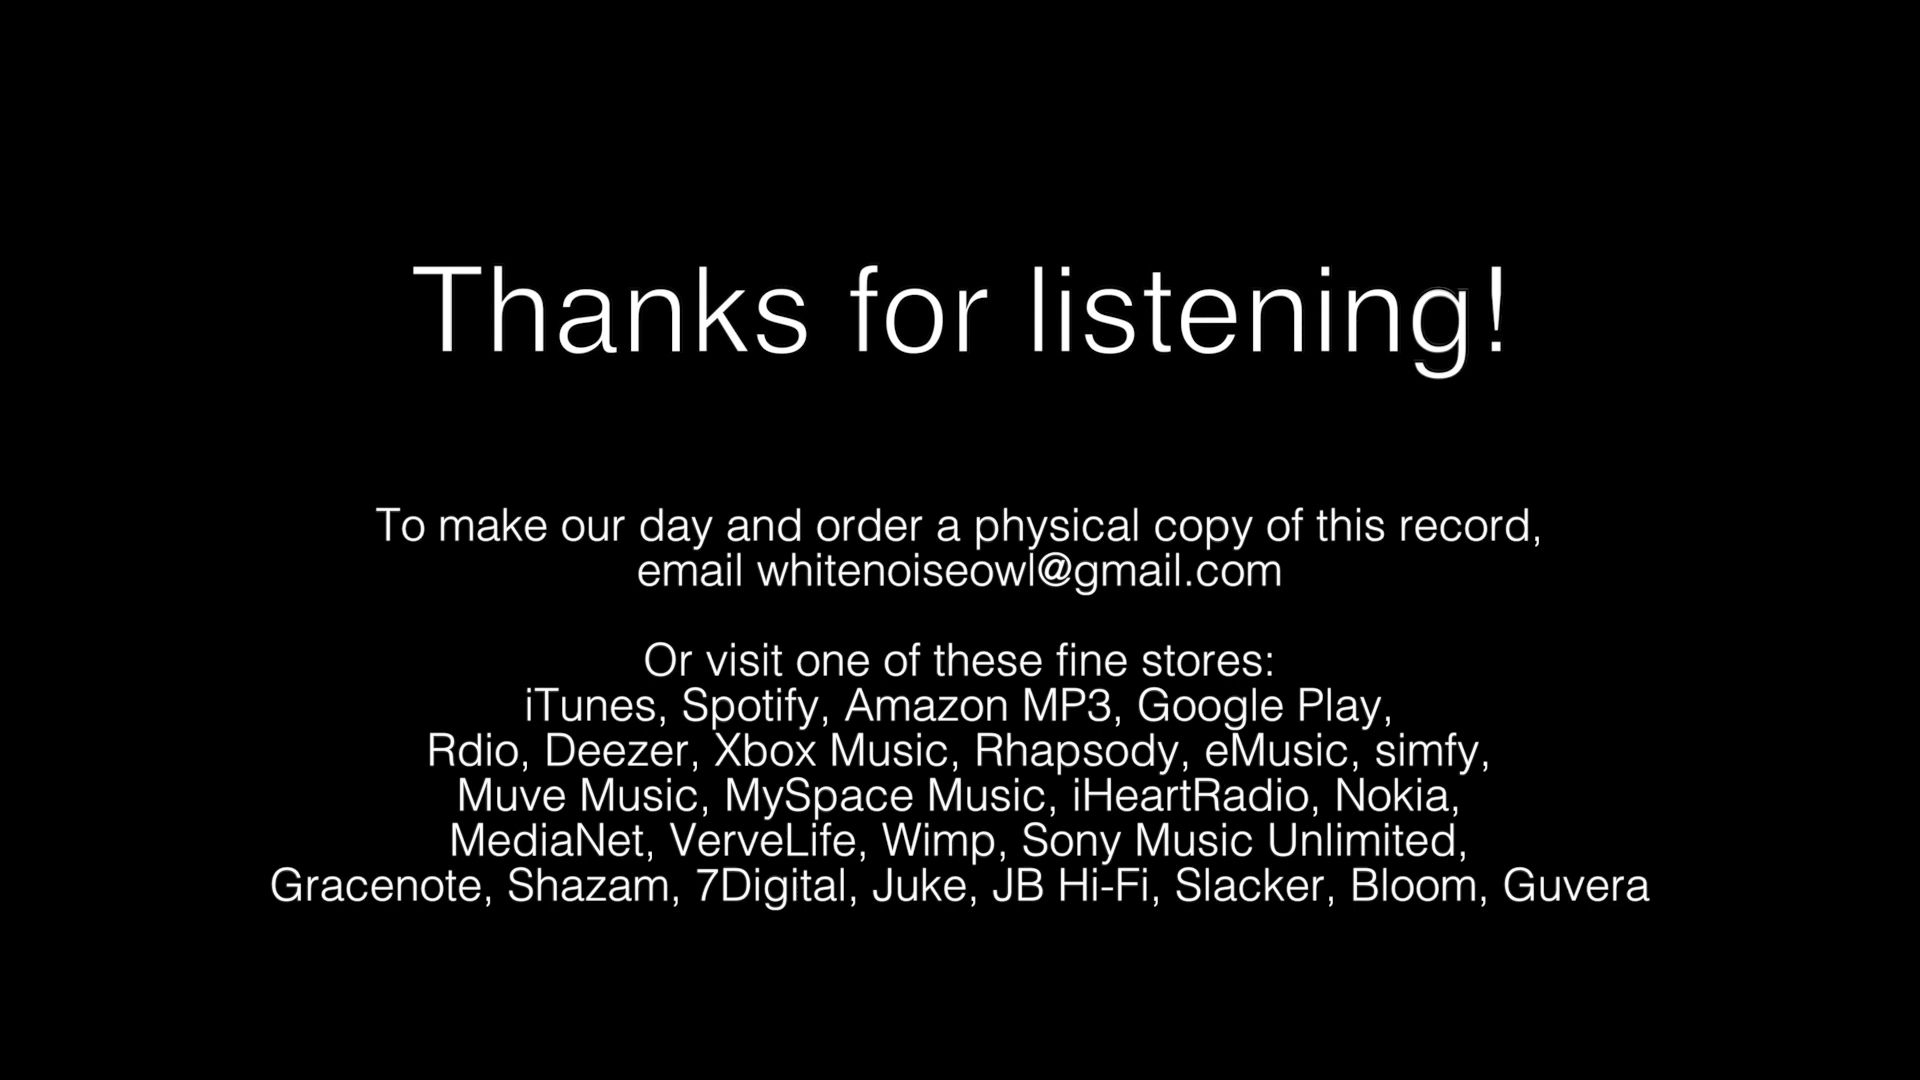 Thanks for listening!
To make our day and order a physical copy of this record,
email whitenoiseowl@gmail.com
Or visit one of these fine stores:
iTunes, Spotify, Amazon MP3, Google Play,
Rdio, Deezer, Xbox Music, Rhapsody, eMusic, simfy,
Muve Music, MySpace Music, iHeartRadio, Nokia,
MediaNet, VerveLife, Wimp, Sony Music Unlimited,
Gracenote, Shazam, 7Digital, Juke, JB Hi-Fi, Slacker, Bloom, Guvera